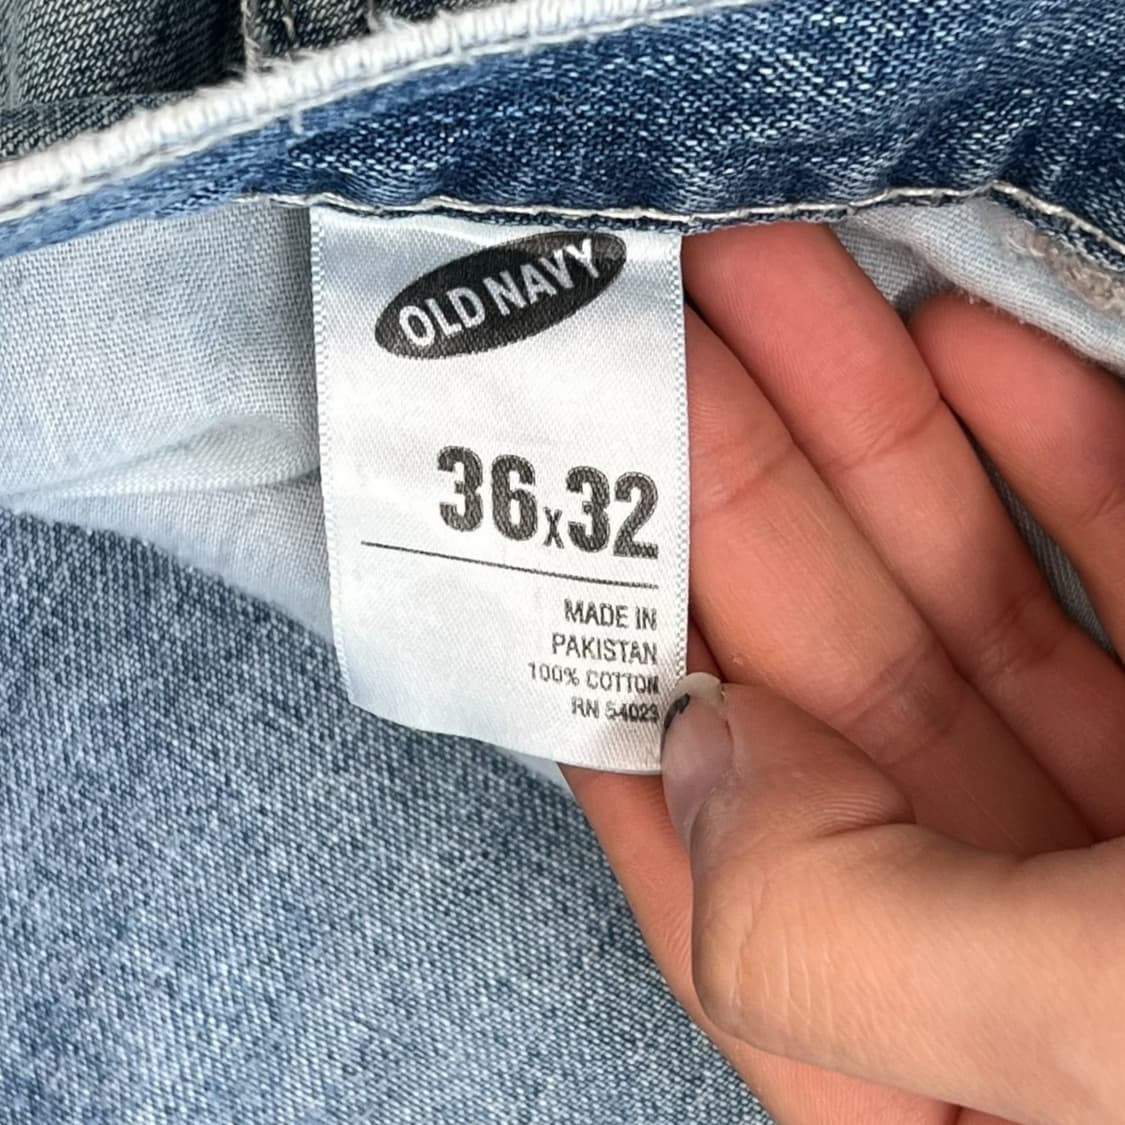 OLD NAVY
36x32
MADE IN
PAKISTAN
100% COTTON
RN 54023